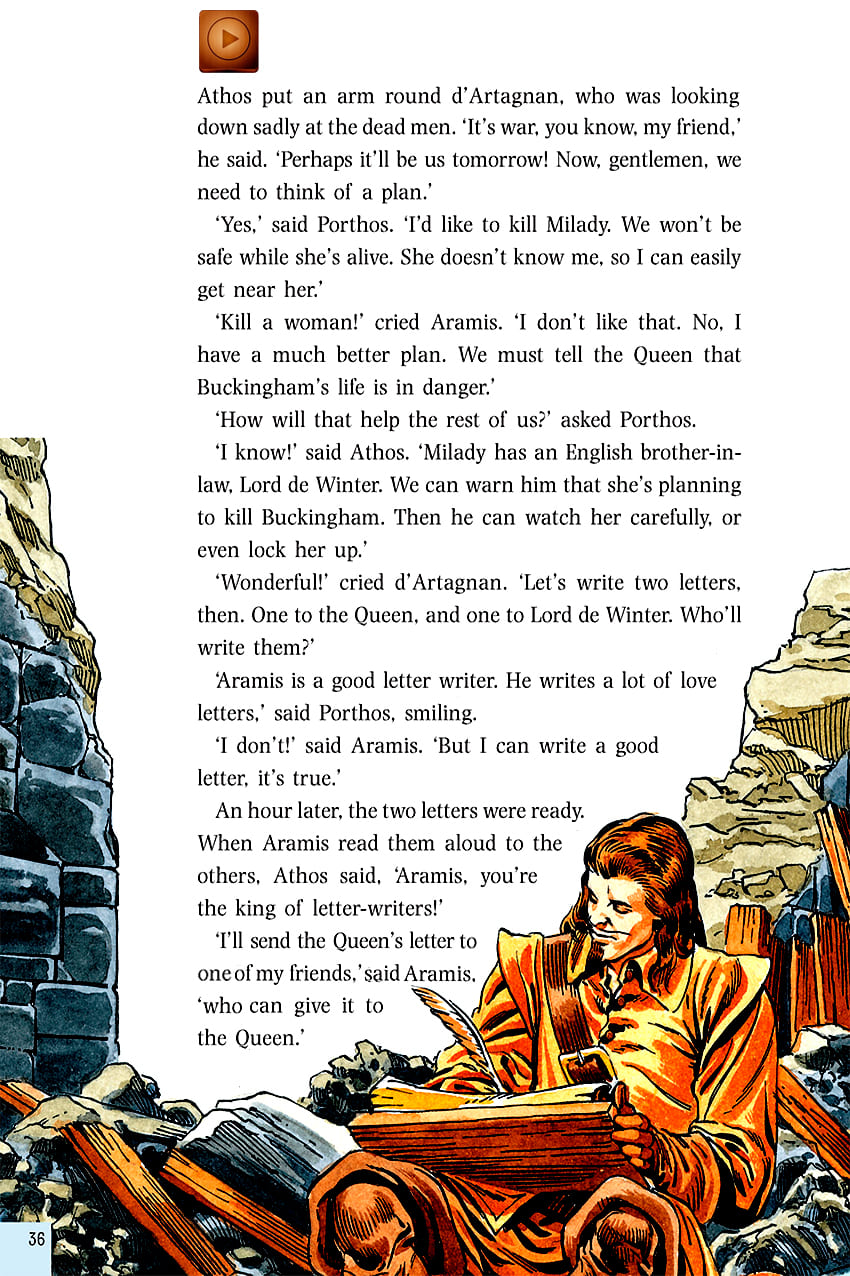 Athos put an arm round d’Artagnan, who was looking
down sadly at the dead men. ‘It’s war, you know, my friend,’
he said. ‘Perhaps it’ll be us tomorrow! Now, gentlemen, we
need to think of a plan.’
‘Yes,’ said Porthos. ‘I’d like to kill Milady. We won’t be
safe while she’s alive. She doesn’t know me, so I can easily
get near her.’
‘Kill a woman!’ cried Aramis. ‘I don’t like that. No, I
have a much better plan. We must tell the Queen that
Buckingham’s life is in danger.’
‘How will that help the rest of us?’ asked Porthos.
‘I know!’ said Athos. ‘Milady has an English brother-in-
law, Lord de Winter. We can warn him that she’s planning
to kill Buckingham. Then he can watch her carefully, or
even lock her up.’
‘Wonderful!’ cried d’Artagnan. ‘Let’s write two letters,
then. One to the Queen, and one to Lord de Winter. Who’ll
write them?’
‘Aramis is a good letter writer. He writes a lot of love
letters,’ said Porthos, smiling.
‘I don’t!’ said Aramis. ‘But I can write a good
letter, it’s true.’
An hour later, the two letters were ready.
When Aramis read them aloud to the
others, Athos said, ‘Aramis, you’re
the king of letter-writers!’
‘I’ll send the Queen’s letter to
one of my friends,’ said Aramis,
‘who can give it to
the Queen.’
36